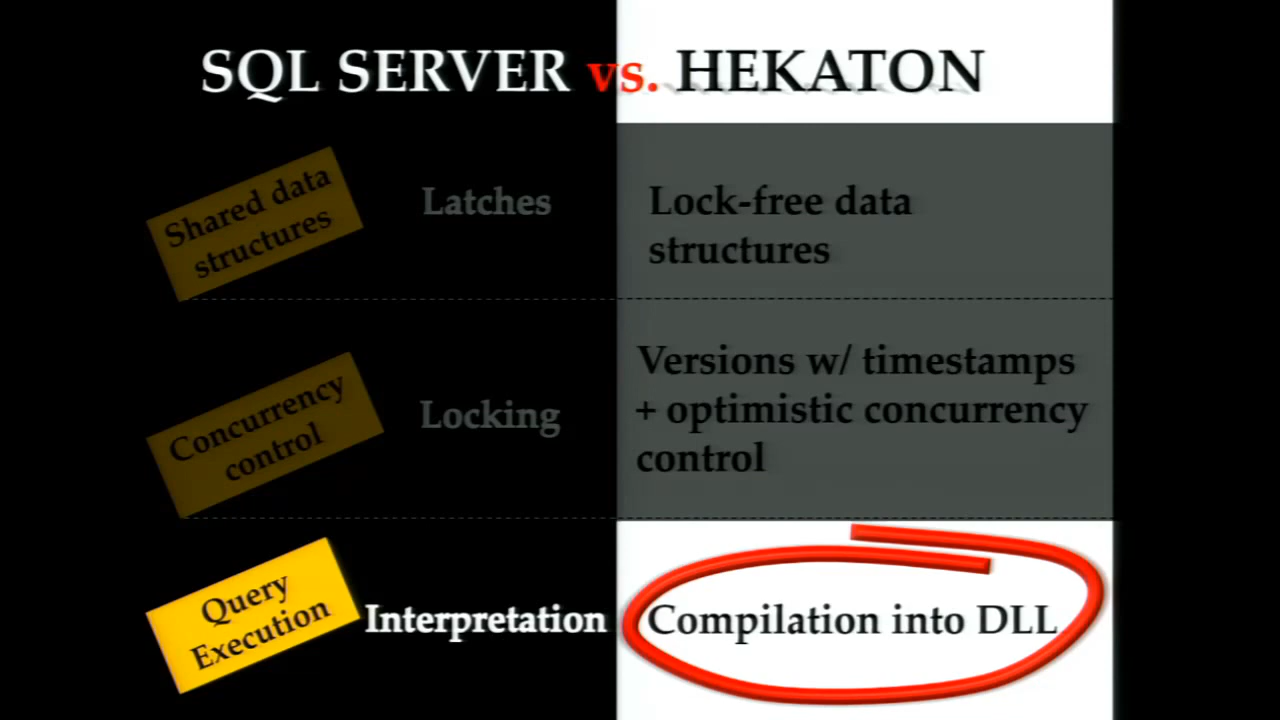 SQL SERVER vs. HEKATON
Shared data
structures
Latches
Lock-free data
structures
Concurrency
control
Locking
Versions w/ timestamps
+ optimistic concurrency
control
Query
Execution
Interpretation
Compilation into DLL